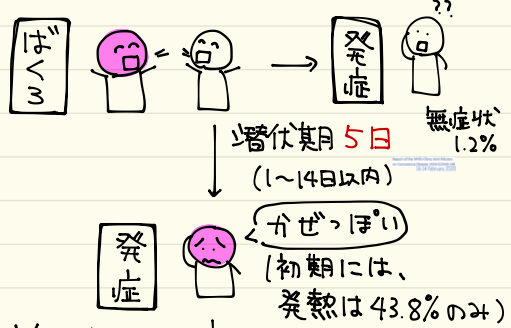 ばくろ
発症
??
無症状
1.2%
潜伏期 5日
(1〜14日以内)
発症
かぜっぽい
(初期には、
発熱は43.8%のみ)